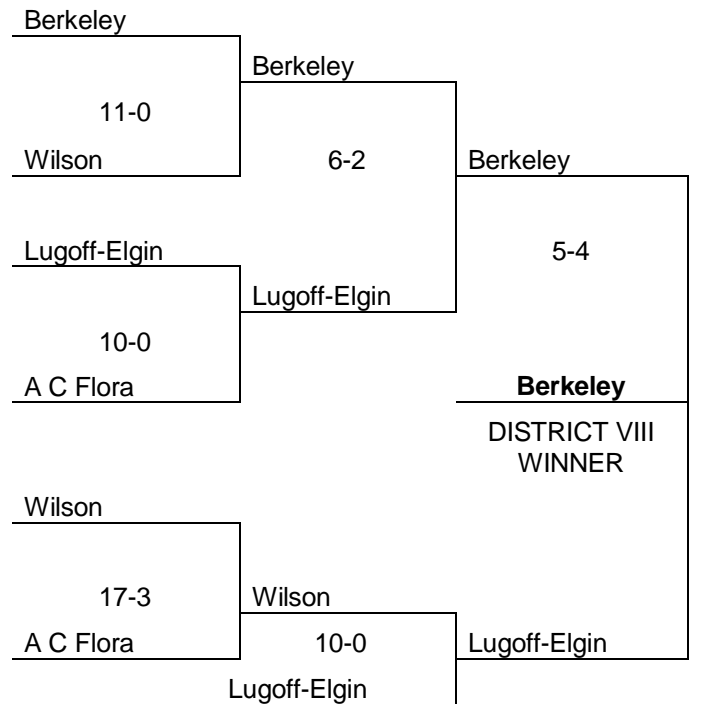 Berkeley
Berkeley
11-0
Wilson
6-2
Berkeley
Lugoff-Elgin
5-4
Lugoff-Elgin
10-0
A C Flora
Berkeley
DISTRICT VIII
WINNER
Wilson
17-3
Wilson
A C Flora
10-0
Lugoff-Elgin
Lugoff-Elgin